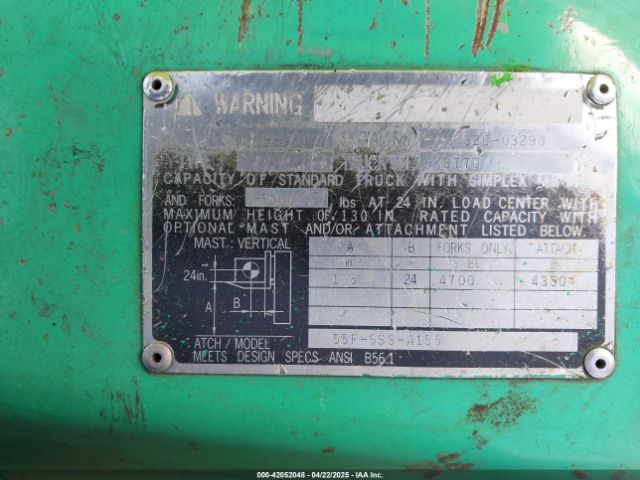 WARNING
820-03290
877G
CAPACITY OF STANDARD TRUCK WITH SIMPLEX
AND FORKS: lbs AT 24 IN. LOAD CENTER WITH
MAXIMUM HEIGHT OF 130 IN. RATED CAPACITY WITH
OPTIONAL MAST AND/OR ATTACHMENT LISTED BELOW.
MAST: VERTICAL A B FORKS ONLY ATTACH
in.
24in. 24 4700 4350
A
B
ATCH / MODEL 55F-SSS-A155
MEETS DESIGN SPECS ANSI B56.1
000-42052048 - 04/22/2025 - IAA Inc.